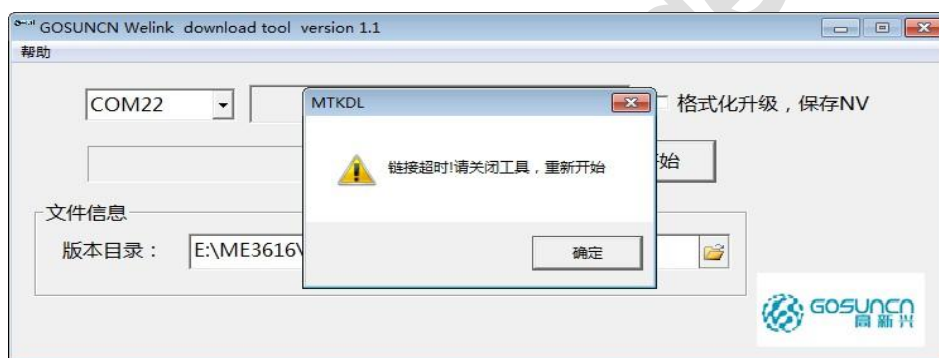 GOSUNCN Welink download tool version 1.1
帮助
COM22
格式化升级，保存NV
MTKDL
链接超时!请关闭工具，重新开始
确定
始
文件信息
版本目录：
E:\ME3616\
GOSUNCN
高新兴